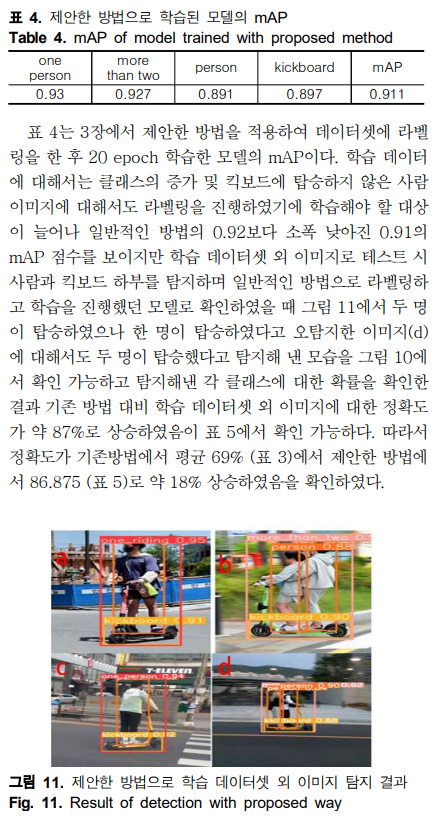 표 4. 제안한 방법으로 학습된 모델의 mAP
Table 4. mAP of model trained with proposed method
one person more than two person kickboard mAP
0.93 0.927 0.891 0.897 0.911
표 4는 3장에서 제안한 방법을 적용하여 데이터셋에 라벨
링을 한 후 20 epoch 학습한 모델의 mAP이다. 학습 데이터
에 대해서는 클래스의 증가 및 킥보드에 탑승하지 않은 사람
이미지에 대해서도 라벨링을 진행하였기에 학습해야 할 대상
이 늘어나 일반적인 방법의 0.92보다 소폭 낮아진 0.91의
mAP 점수를 보이지만 학습 데이터셋 외 이미지로 테스트 시
사람과 킥보드 하부를 탐지하며 일반적인 방법으로 라벨링하
고 학습을 진행했던 모델로 확인하였을 때 그림 11에서 두 명
이 탑승하였으나 한 명이 탑승하였다고 오탐지한 이미지(d)
에 대해서도 두 명이 탑승했다고 탐지해 낸 모습을 그림 10에
서 확인 가능하고 탐지해낸 각 클래스에 대한 확률을 확인한
결과 기존 방법 대비 학습 데이터셋 외 이미지에 대한 정확도
가 약 87%로 상승하였음이 표 5에서 확인 가능하다. 따라서
정확도가 기존방법에서 평균 69% (표 3)에서 제안한 방법에
서 86.875 (표 5)로 약 18% 상승하였음을 확인하였다.
a
one_riding 0.95
kickboard 0.91
b
more_than_two
person 0.88
kickboard 0.90
c
7-ELEVEN
one_person 0.94
kickboard 0.92
d
kickboard 0.88
그림 11. 제안한 방법으로 학습 데이터셋 외 이미지 탐지 결과
Fig. 11. Result of detection with proposed way